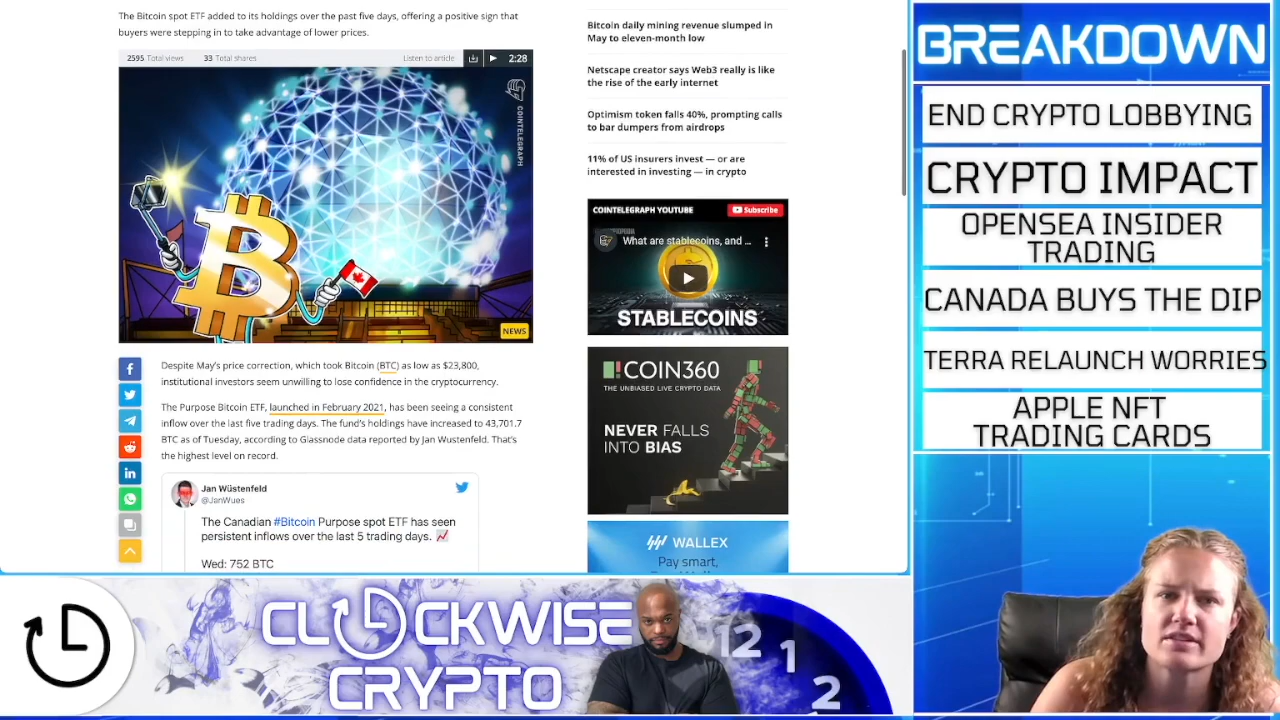 The Bitcoin spot ETF added to its holdings over the past five days, offering a positive sign that
buyers were stepping in to take advantage of lower prices.
2595 Total views
33 Total shares
Listen to article
2:28
COINTELEGRAPH
NEWS
Despite May's price correction, which took Bitcoin (BTC) as low as $23,800,
institutional investors seem unwilling to lose confidence in the cryptocurrency.
The Purpose Bitcoin ETF, launched in February 2021, has been seeing a consistent
inflow over the last five trading days. The fund's holdings have increased to 43,701.7
BTC as of Tuesday, according to Glassnode data reported by Jan Wustenfeld. That's
the highest level on record.
Jan Wüstenfeld
@JanWues
The Canadian #Bitcoin Purpose spot ETF has seen
persistent inflows over the last 5 trading days.
Wed: 752 BTC
Bitcoin daily mining revenue slumped in
May to eleven-month low
Netscape creator says Web3 really is like
the rise of the early internet
Optimism token falls 40%, prompting calls
to bar dumpers from airdrops
11% of US insurers invest — or are
interested in investing — in crypto
COINTELEGRAPH YOUTUBE
Subscribe
What are stablecoins, and ...
STABLECOINS
COIN360
THE UNBIASED LIVE CRYPTO DATA
NEVER FALLS
INTO BIAS
WALLEX
Pay smart,
BREAKDOWN
END CRYPTO LOBBYING
CRYPTO IMPACT
OPENSEA INSIDER
TRADING
CANADA BUYS THE DIP
TERRA RELAUNCH WORRIES
APPLE NFT
TRADING CARDS
CLOCKWISE
CRYPTO
12
1
2